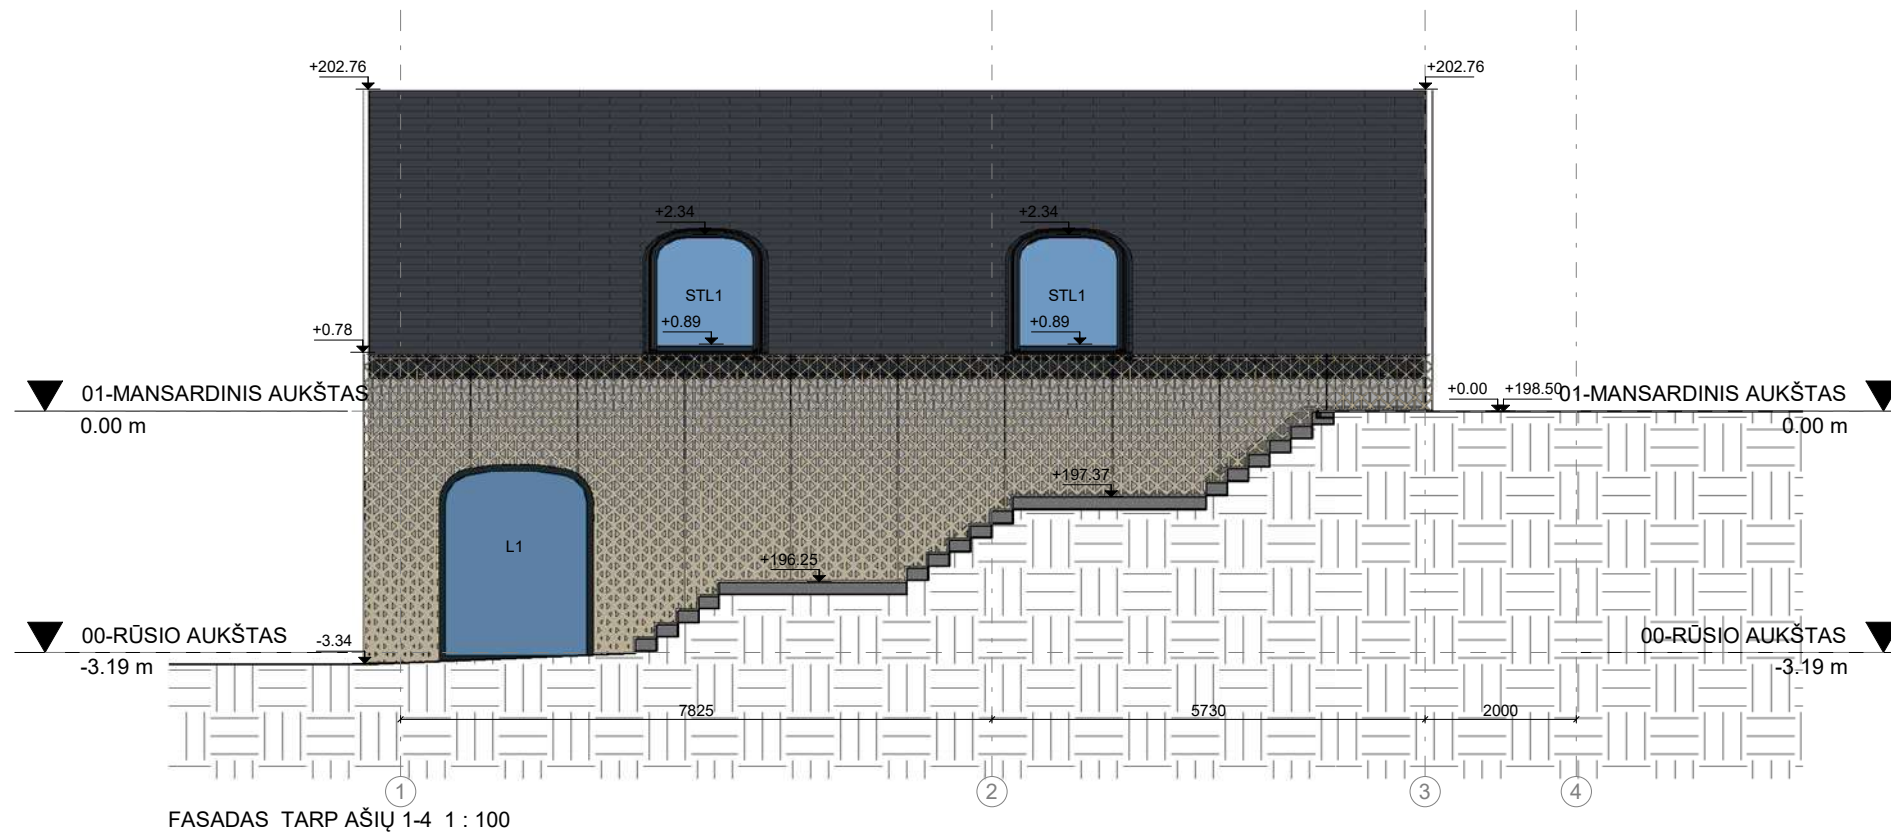 +202.76 +202.76
+2.34 +2.34
STL1 STL1
+0.89 +0.89
+0.78
01-MANSARDINIS AUKŠTAS +0.00 +198.50 01-MANSARDINIS AUKŠTAS
0.00 m 0.00 m
+197.37
L1
+196.25
00-RŪSIO AUKŠTAS -3.34 00-RŪSIO AUKŠTAS
-3.19 m -3.19 m
7825 5730 2000
1 2 3 4
FASADAS TARP AŠIŲ 1-4 1 : 100